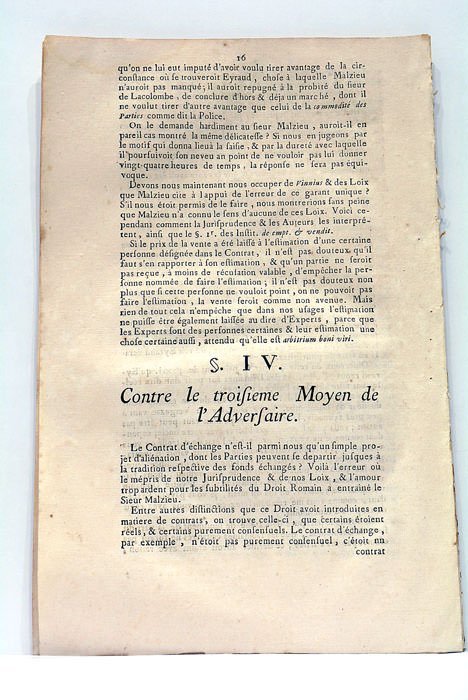 16
qu'on ne lui eut imputé d'avoir voulu tirer avantage de la cir-
conſtance où ſe trouveroit Eyraud, choſe à laquelle Malzieu
n'auroit pas manqué; il auroit repugné à la probité du ſieur
de Lacolombe, de conclure d'hors & déja un marché, dont il
ne voulut tirer d'autre avantage que celui de la commodité des
Parties comme dit la Police.
On le demande hardiment au ſieur Malzieu, auroit-il en
pareil cas montré la même délicateſſe? Si nous en jugeons par
le motif qui donna lieu à la ſaiſie, & par la dureté avec laquelle
il pourſuivoit ſon neveu au point de ne vouloir pas lui donner
vingt-quatre heures de temps, la réponſe ne ſera pas équi-
voque.
Devons nous maintenant nous occuper de Vinnius & des Loix
que Malzieu cite à l'appui de l'erreur de ce garant unique?
S'il nous étoit permis de le faire, nous montrerions ſans peine
que Malzieu n'a connu le ſens d'aucune de ces Loix. Voici ce-
pendant comment la Juriſprudence & les Auteurs les interprè-
tent, ainſi que le §. 1r. des Inſtit. de empt. & vendit.
Si le prix de la vente a été laiſſé à l'eſtimation d'une certaine
perſonne déſignée dans le Contrat, il n'eſt pas douteux qu'il
faut s'en rapporter à ſon eſtimation, & qu'un partie ne ſeroit
pas reçue, à moins de récuſation valable, d'empêcher la per-
ſonne nommée de faire l'eſtimation; il n'eſt pas douteux non
plus que ſi cette perſonne ne vouloit point, ou ne pouvoit pas
faire l'eſtimation, la vente ſeroit comme non avenue. Mais
rien de tout cela n'empêche que dans nos uſages l'eſtination
ne puiſſe être également laiſſée au dire d'Experts, parce que
les Experts ſont des perſonnes certaines & leur eſtimation une
choſe certaine auſſi, attendu qu'elle eſt arbitrium boni viri.
§. IV.
Contre le troiſieme Moyen de
l'Adverſaire.
Le Contrat d'échange n'eſt-il parmi nous qu'un ſimple pro-
jet d'aliénation, dont les Parties peuvent ſe departir juſques à
la tradition reſpective des fonds échangés? Voilà l'erreur où
le mépris de notre Juriſprudence & de nos Loix, & l'amour
trop ardent pour les ſubtilités du Droit Romain a entrainé le
Sieur Malzieu.
Entre autres diſtinctions que ce Droit avoit introduites en
matiere de contrats, on trouve celle-ci, que certains étoient
réels, & certains purement conſenſuels. Le contrat d'échange,
par exemple, n'étoit pas purement conſenſuel, c'étoit un
contrat